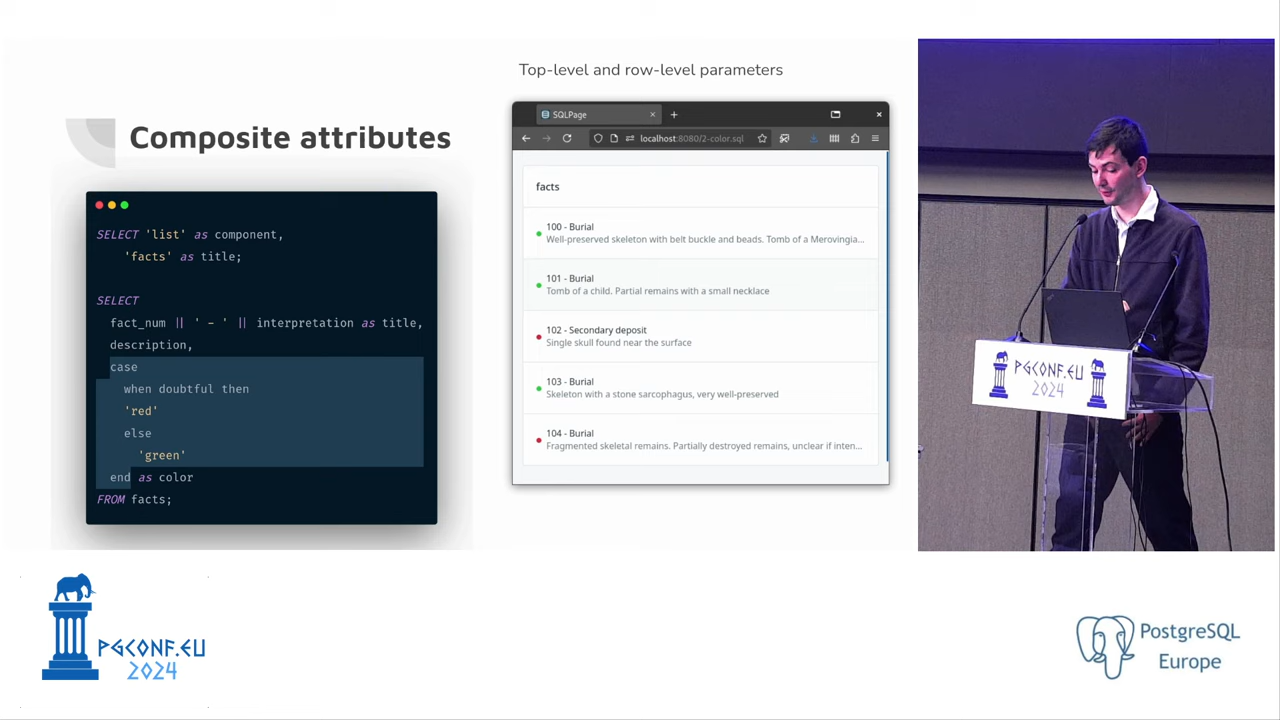 Composite attributes
SELECT 'list' as component,
'facts' as title;
SELECT
fact_num || ' - ' || interpretation as title,
description,
case
when doubtful then
'red'
else
'green'
end as color
FROM facts;
Top-level and row-level parameters
SQLPage
localhost:8080/2-color.sql
facts
100 - Burial
Well-preserved skeleton with belt buckle and beads. Tomb of a Merovingia...
101 - Burial
Tomb of a child. Partial remains with a small necklace
102 - Secondary deposit
Single skull found near the surface
103 - Burial
Skeleton with a stone sarcophagus, very well-preserved
104 - Burial
Fragmented skeletal remains. Partially destroyed remains, unclear if inten...
PGCONF.EU
2024
PGCONF.EU
2024
PostgreSQL
Europe